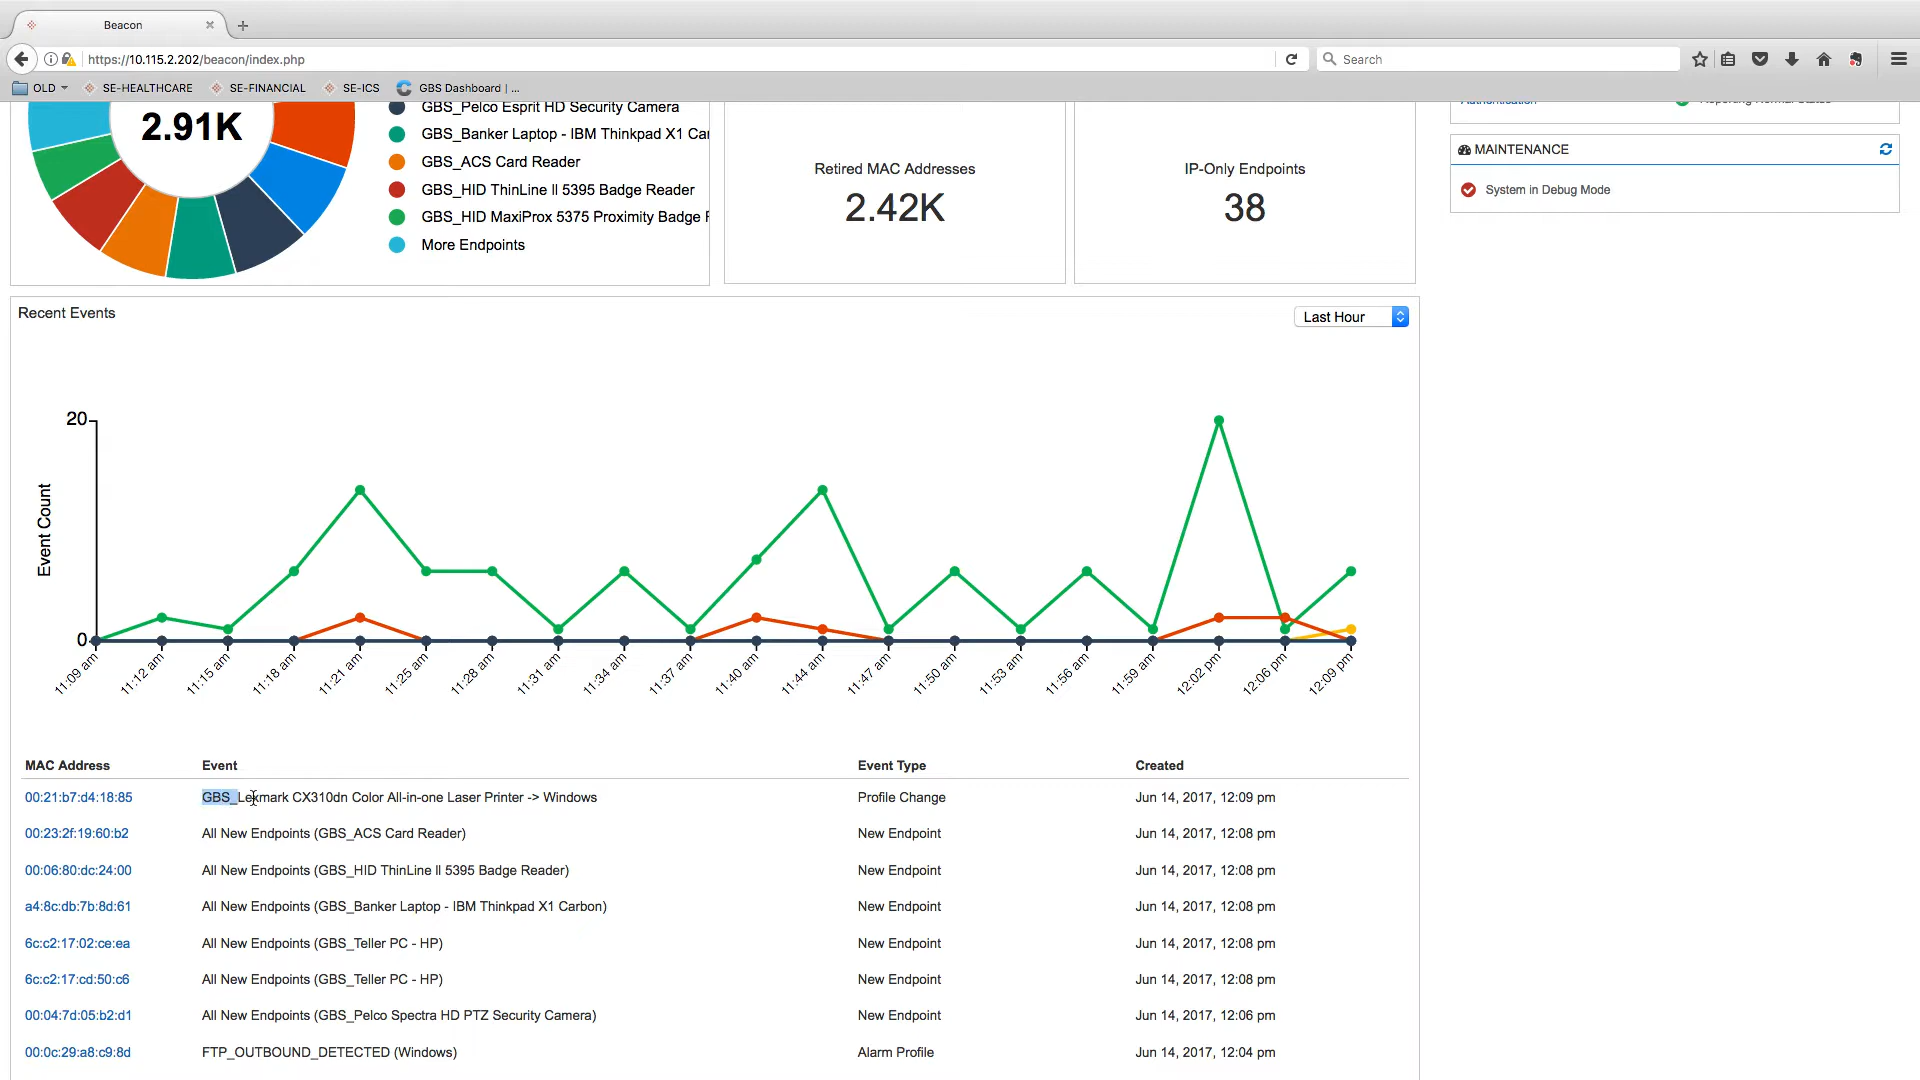 Beacon
https://10.115.2.202/beacon/index.php
Search
OLD
SE-HEALTHCARE
SE-FINANCIAL
SE-ICS
GBS Dashboard | ...
2.91K
GBS_Pelco Esprit HD Security Camera
GBS_Banker Laptop - IBM Thinkpad X1 Car
GBS_ACS Card Reader
GBS_HID ThinLine II 5395 Badge Reader
GBS_HID MaxiProx 5375 Proximity Badge F
More Endpoints
Retired MAC Addresses
2.42K
IP-Only Endpoints
38
MAINTENANCE
System in Debug Mode
Recent Events
Last Hour
Event Count
20
0
11:09 am
11:12 am
11:15 am
11:18 am
11:21 am
11:25 am
11:28 am
11:31 am
11:34 am
11:37 am
11:40 am
11:44 am
11:47 am
11:50 am
11:53 am
11:56 am
11:59 am
12:02 pm
12:06 pm
12:09 pm
MAC Address Event Event Type Created
00:21:b7:d4:18:85 GBS_Lexmark CX310dn Color All-in-one Laser Printer -> Windows Profile Change Jun 14, 2017, 12:09 pm
00:23:2f:19:60:b2 All New Endpoints (GBS_ACS Card Reader) New Endpoint Jun 14, 2017, 12:08 pm
00:06:80:dc:24:00 All New Endpoints (GBS_HID ThinLine II 5395 Badge Reader) New Endpoint Jun 14, 2017, 12:08 pm
a4:8c:db:7b:8d:61 All New Endpoints (GBS_Banker Laptop - IBM Thinkpad X1 Carbon) New Endpoint Jun 14, 2017, 12:08 pm
6c:c2:17:02:ce:ea All New Endpoints (GBS_Teller PC - HP) New Endpoint Jun 14, 2017, 12:08 pm
6c:c2:17:cd:50:c6 All New Endpoints (GBS_Teller PC - HP) New Endpoint Jun 14, 2017, 12:08 pm
00:04:7d:05:b2:d1 All New Endpoints (GBS_Pelco Spectra HD PTZ Security Camera) New Endpoint Jun 14, 2017, 12:06 pm
00:0c:29:a8:c9:8d FTP_OUTBOUND_DETECTED (Windows) Alarm Profile Jun 14, 2017, 12:04 pm